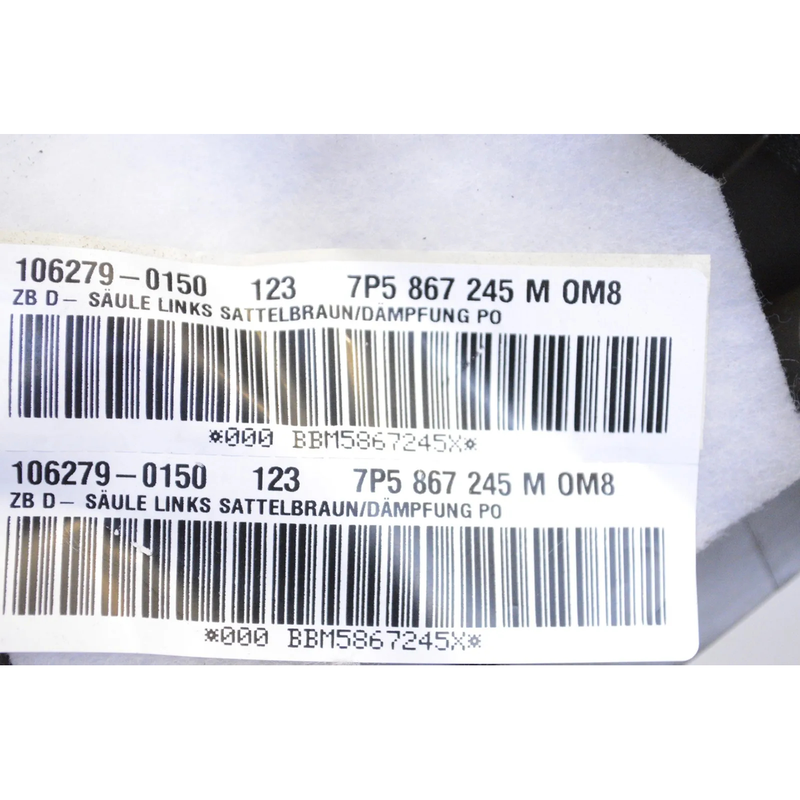 106279-0150 123 7P5 867 245 M OM8
ZB D- SÄULE LINKS SATTELBRAUN/DÄMPFUNG PO
*000 BBM5867245X*
106279-0150 123 7P5 867 245 M OM8
ZB D- SÄULE LINKS SATTELBRAUN/DÄMPFUNG PO
*000 BBM5867245X*